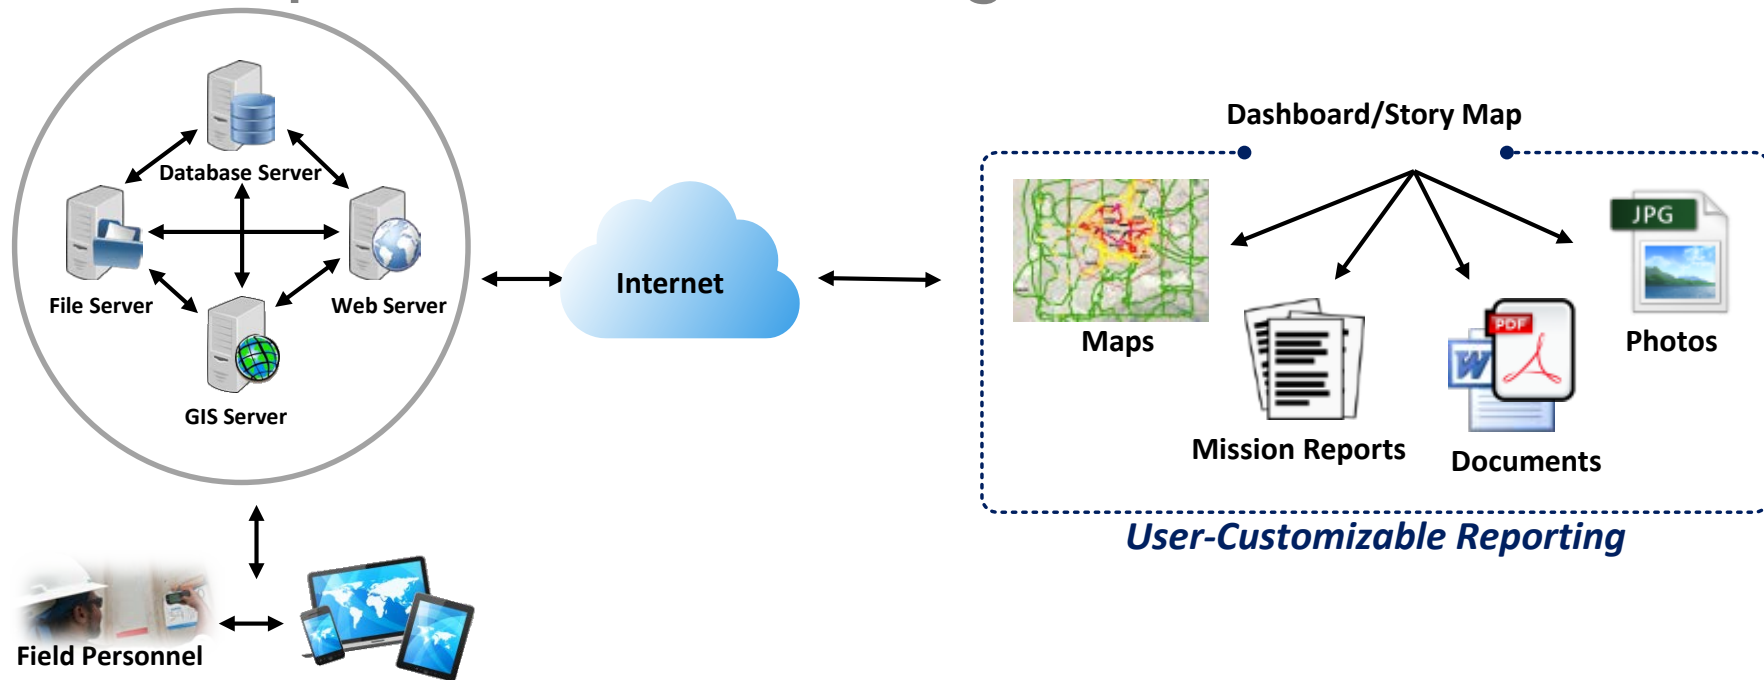 Database Server
File Server
Web Server
GIS Server
Internet
Dashboard/Story Map
JPG
Maps
Photos
PDF
W
Mission Reports
Documents
User-Customizable Reporting
Field Personnel